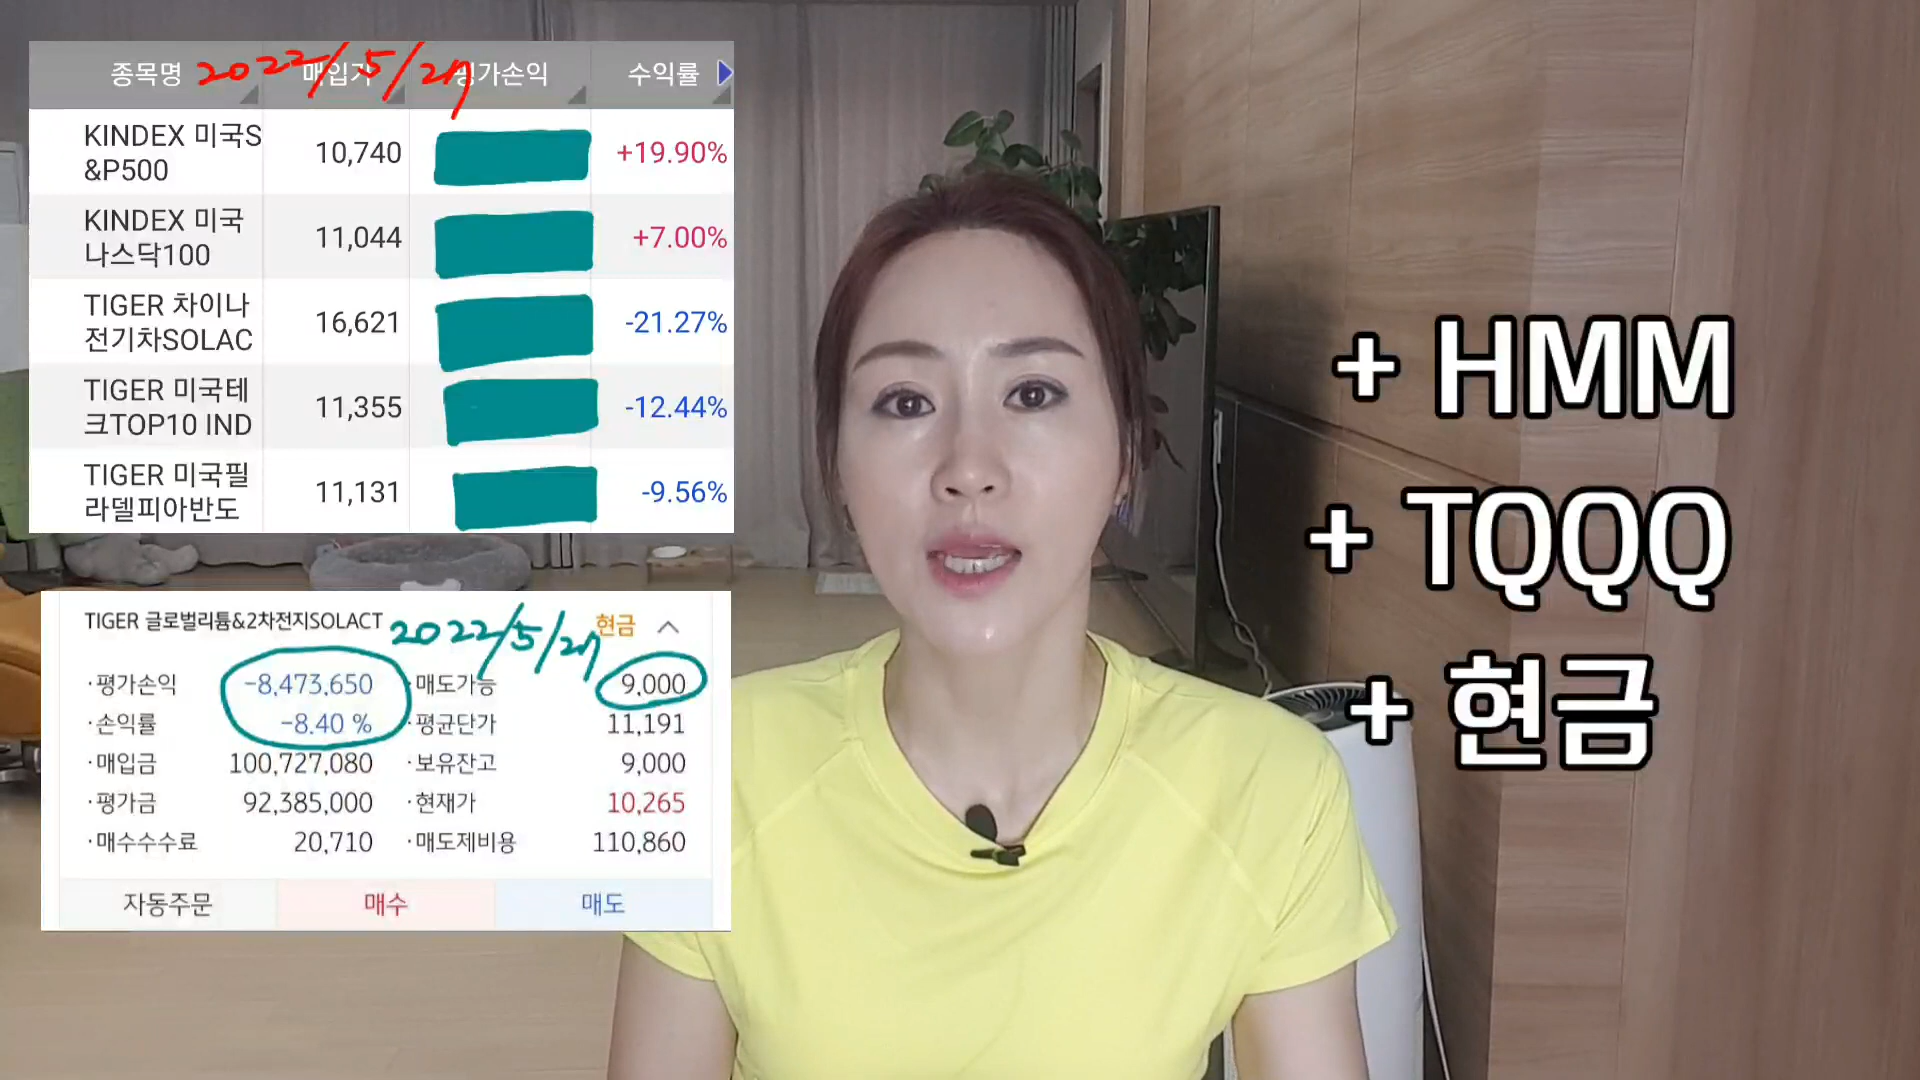 종목명 매입가 평가손익 수익률
2022/5/27
KINDEX 미국S
&P500 10,740 +19.90%
KINDEX 미국
나스닥100 11,044 +7.00%
TIGER 차이나
전기차SOLAC 16,621 -21.27%
TIGER 미국테
크TOP10 IND 11,355 -12.44%
TIGER 미국필
라델피아반도 11,131 -9.56%
TIGER 글로벌리튬&2차전지SOLACT 현금
2022/5/27
·평가손익 -8,473,650 ·매도가능 9,000
·손익률 -8.40 % ·평균단가 11,191
·매입금 100,727,080 ·보유잔고 9,000
·평가금 92,385,000 ·현재가 10,265
·매수수수료 20,710 ·매도제비용 110,860
자동주문 매수 매도
+ HMM
+ TQQQ
+ 현금